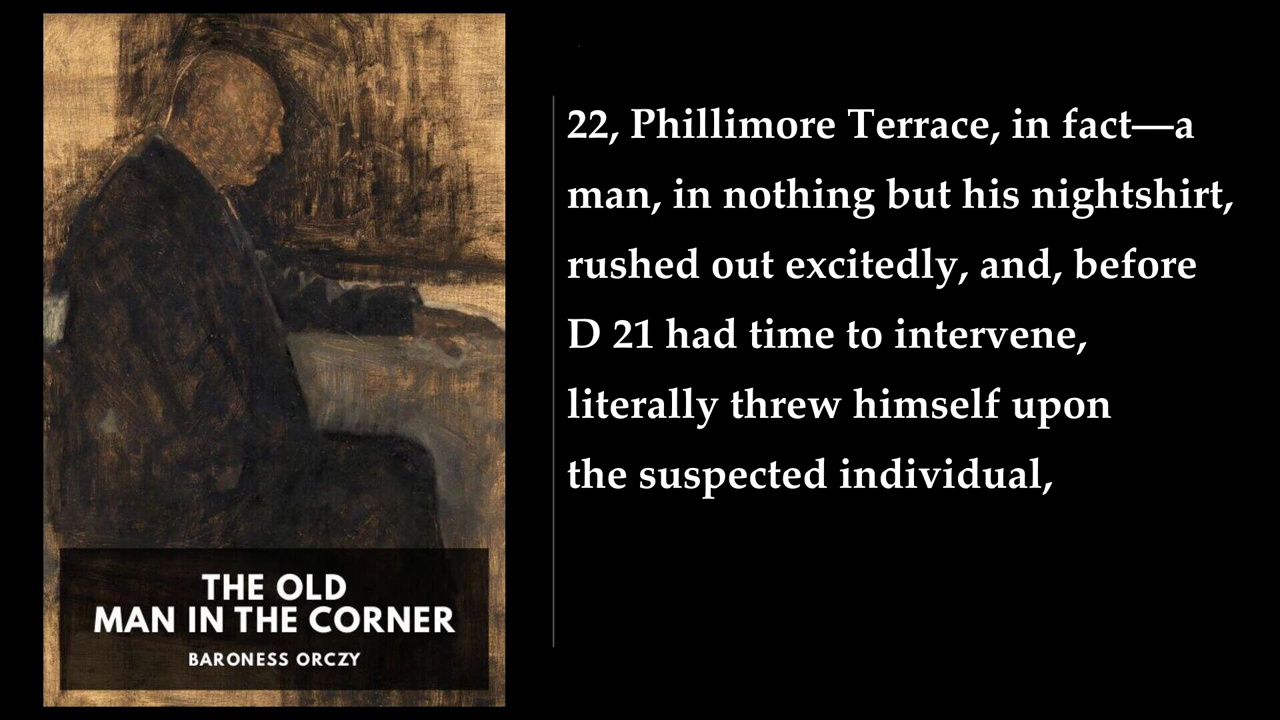 THE OLD
MAN IN THE CORNER
BARONESS ORCZY
22, Phillimore Terrace, in fact—a
man, in nothing but his nightshirt,
rushed out excitedly, and, before
D 21 had time to intervene,
literally threw himself upon
the suspected individual,